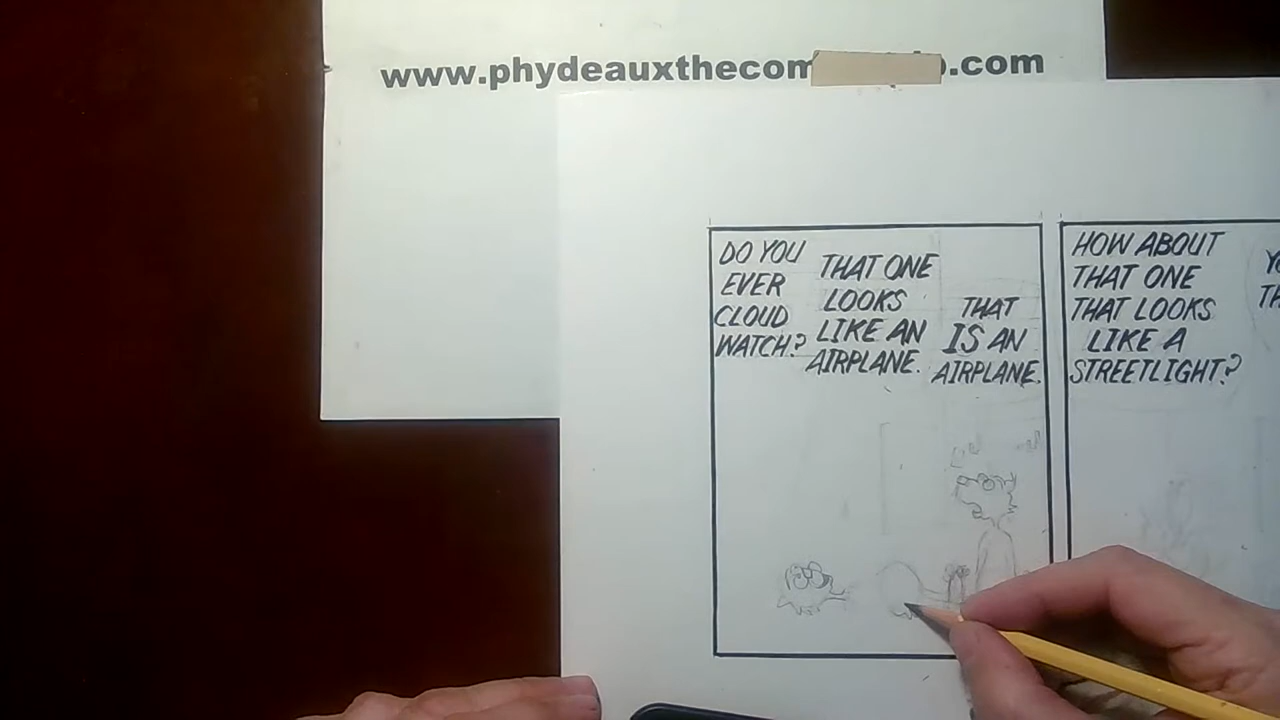 www.phydeauxthecom .com
DO YOU
EVER
CLOUD
WATCH?
THAT ONE
LOOKS
LIKE AN
AIRPLANE.
THAT
IS AN
AIRPLANE.
HOW ABOUT
THAT ONE
THAT LOOKS
LIKE A
STREETLIGHT?